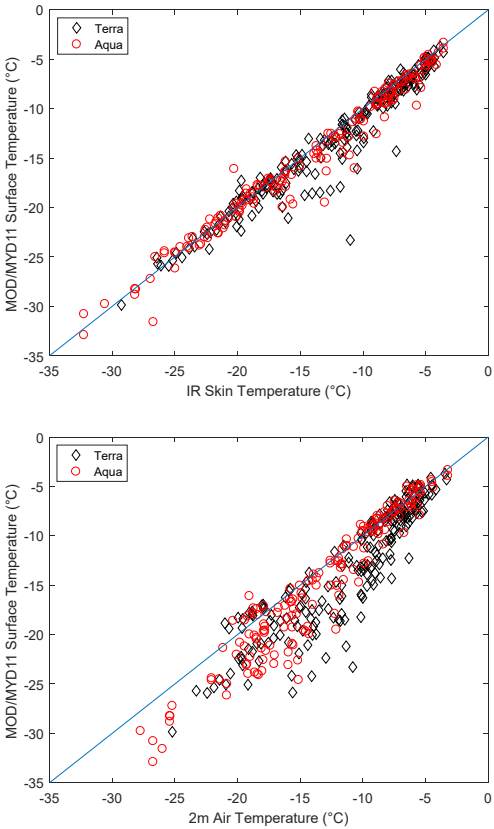 0
-5
-10
-15
-20
-25
-30
-35
MOD/MYD11 Surface Temperature (°C)
Terra
Aqua
-35 -30 -25 -20 -15 -10 -5 0
IR Skin Temperature (°C)
0
-5
-10
-15
-20
-25
-30
-35
MOD/MYD11 Surface Temperature (°C)
Terra
Aqua
-35 -30 -25 -20 -15 -10 -5 0
2m Air Temperature (°C)